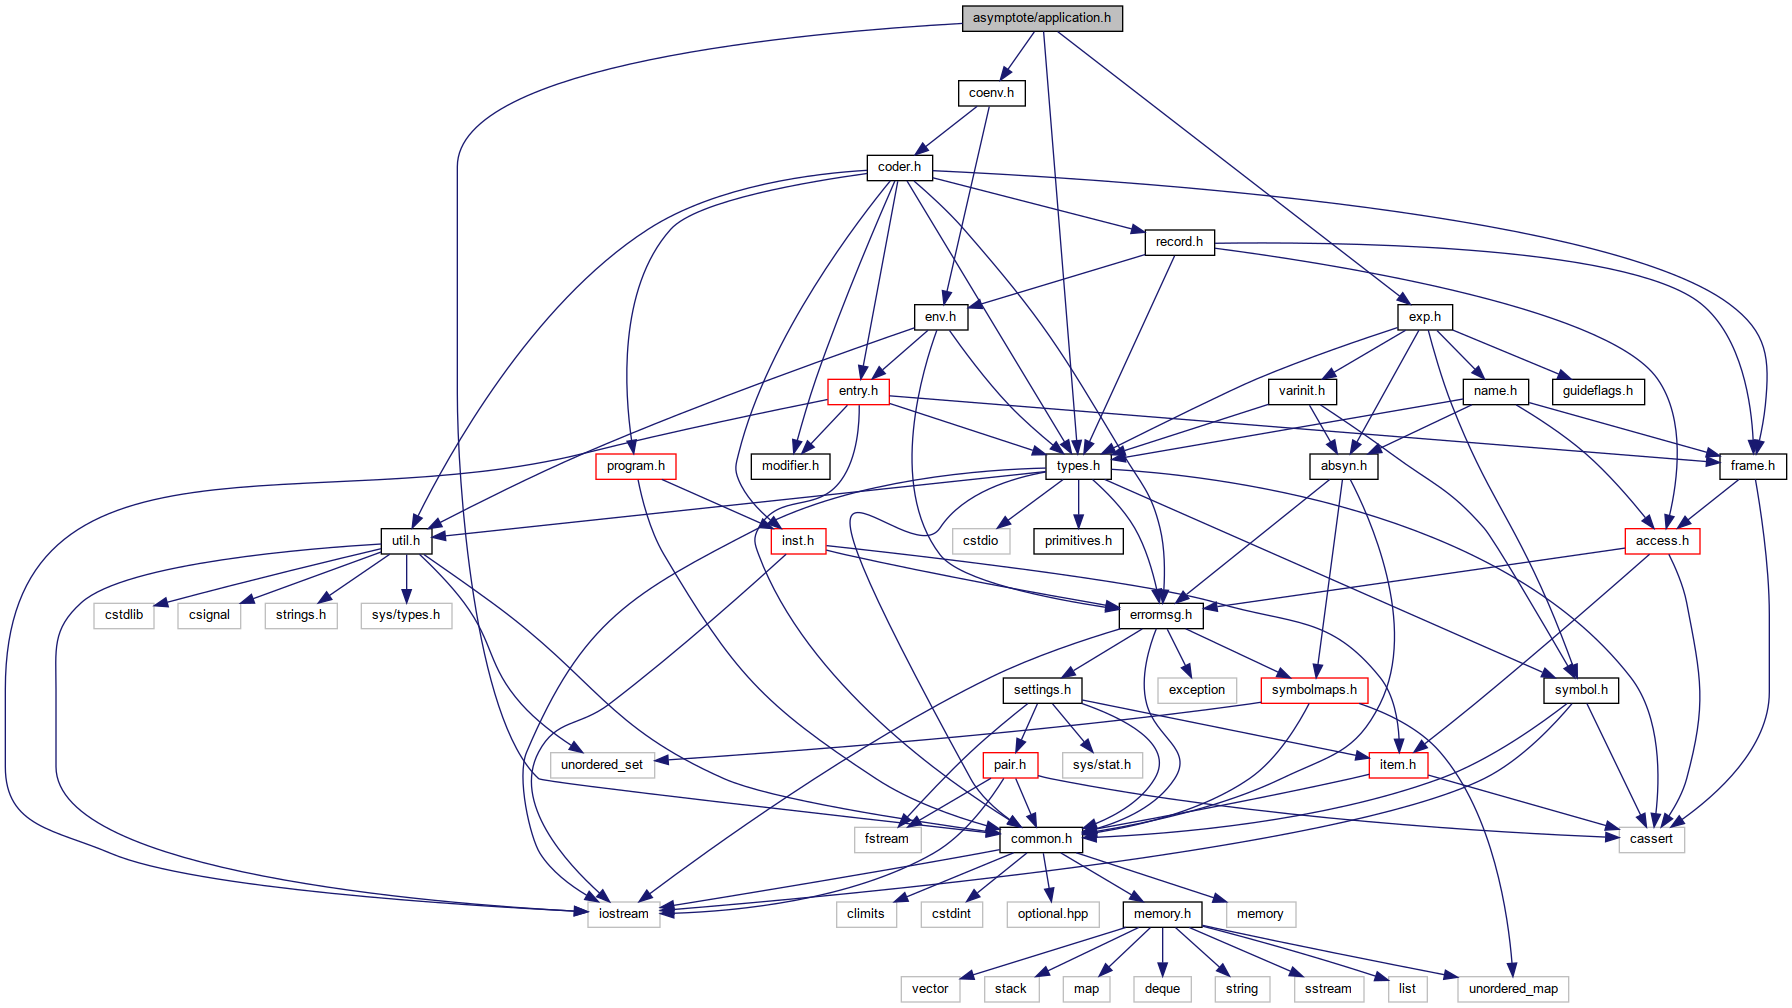 asymptote/application.h
coenv.h
coder.h
record.h
env.h
exp.h
entry.h
varinit.h
name.h
guideflags.h
program.h
modifier.h
types.h
absyn.h
frame.h
util.h
inst.h
cstdio
primitives.h
access.h
cstdlib
csignal
strings.h
sys/types.h
errormsg.h
settings.h
exception
symbolmaps.h
symbol.h
unordered_set
pair.h
sys/stat.h
item.h
fstream
common.h
cassert
iostream
climits
cstdint
optional.hpp
memory.h
memory
vector
stack
map
deque
string
sstream
list
unordered_map